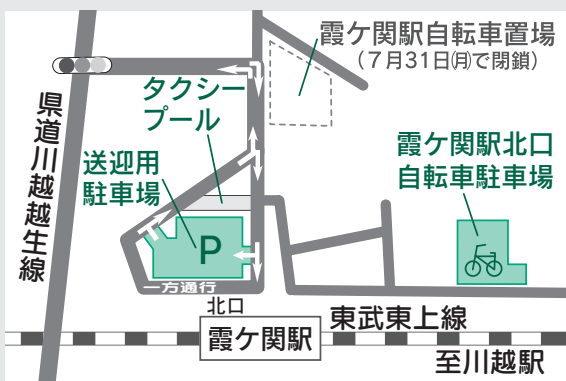 霞ケ関駅自転車置場
(7月31日㈪で閉鎖)
タクシー
プール
県道川越越生線
送迎用
駐車場
霞ケ関駅北口
自転車駐車場
P
一方通行
北口
霞ケ関駅
東武東上線
至川越駅